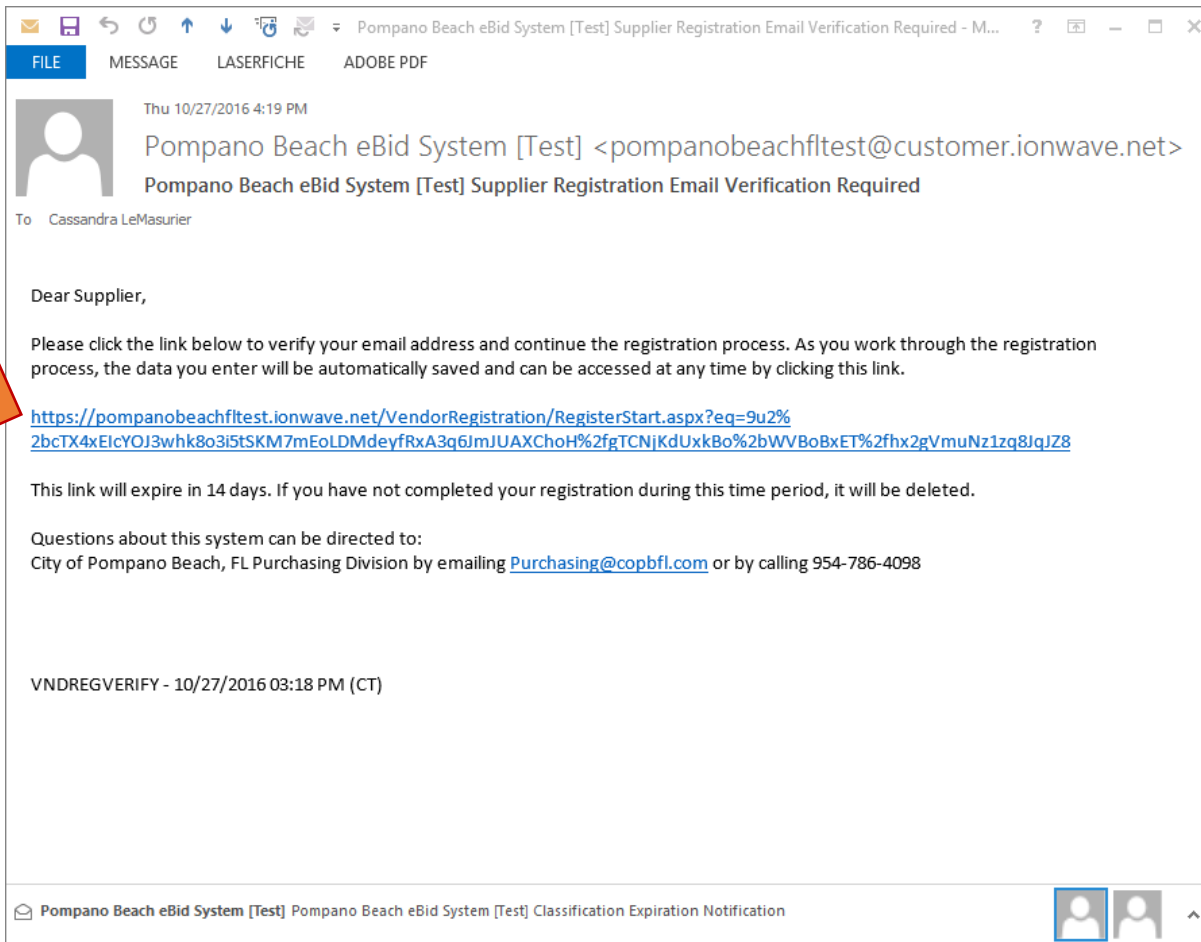 Pompano Beach eBid System [Test] Supplier Registration Email Verification Required - M...
FILE MESSAGE LASERFICHE ADOBE PDF
Thu 10/27/2016 4:19 PM
Pompano Beach eBid System [Test] <pompanobeachfltest@customer.ionwave.net>
Pompano Beach eBid System [Test] Supplier Registration Email Verification Required
To Cassandra LeMasurier
Dear Supplier,
Please click the link below to verify your email address and continue the registration process. As you work through the registration
process, the data you enter will be automatically saved and can be accessed at any time by clicking this link.
https://pompanobeachfltest.ionwave.net/VendorRegistration/RegisterStart.aspx?eq=9u2%
2bcTX4xEIcYOJ3whk8o3i5tSKM7mEoLDMdeyfRxA3q6JmJUAXChoH%2fgTCNjKdUxkBo%2bWVBoBxET%2fhx2gVmuNz1zq8JqJZ8
This link will expire in 14 days. If you have not completed your registration during this time period, it will be deleted.
Questions about this system can be directed to:
City of Pompano Beach, FL Purchasing Division by emailing Purchasing@copbfl.com or by calling 954-786-4098
VNDREGVERIFY - 10/27/2016 03:18 PM (CT)
Pompano Beach eBid System [Test] Pompano Beach eBid System [Test] Classification Expiration Notification